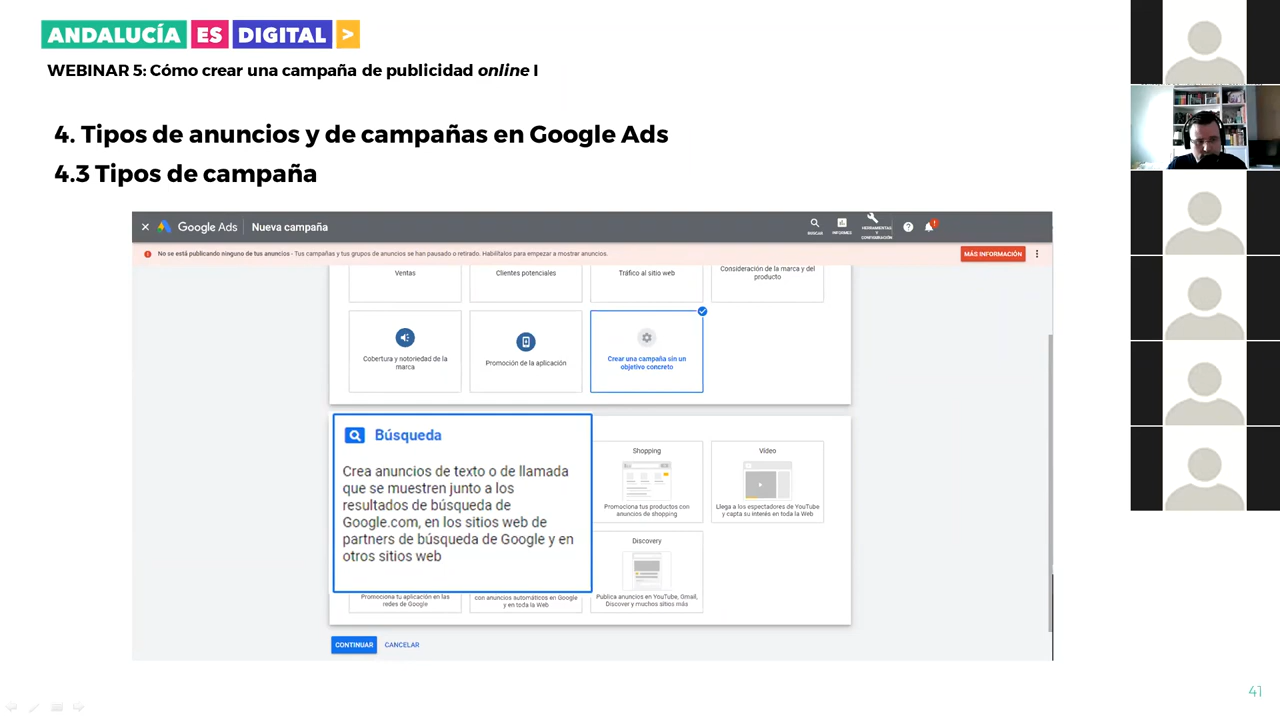 ANDALUCÍA ES DIGITAL >
WEBINAR 5: Cómo crear una campaña de publicidad online I
4. Tipos de anuncios y de campañas en Google Ads
4.3 Tipos de campaña
× Google Ads Nueva campaña
BUSCAR
INFORMES
HERRAMIENTAS
Y
CONFIGURACIÓN
No se está publicando ninguno de tus anuncios - Tus campañas y tus grupos de anuncios se han pausado o retirado. Habilítalos para empezar a mostrar anuncios.
MÁS INFORMACIÓN
Ventas
Clientes potenciales
Tráfico al sitio web
Consideración de la marca y del
producto
Cobertura y notoriedad de la
marca
Promoción de la aplicación
Crear una campaña sin un
objetivo concreto
Búsqueda
Crea anuncios de texto o de llamada
que se muestren junto a los
resultados de búsqueda de
Google.com, en los sitios web de
partners de búsqueda de Google y en
otros sitios web
Shopping
Promociona tus productos con
anuncios de shopping
Vídeo
Llega a los espectadores de YouTube
y capta su interés en toda la Web
Promociona tu aplicación en las
redes de Google
con anuncios automáticos en Google
y en toda la Web
Discovery
Publica anuncios en YouTube, Gmail,
Discover y muchos sitios más
CONTINUAR
CANCELAR
41